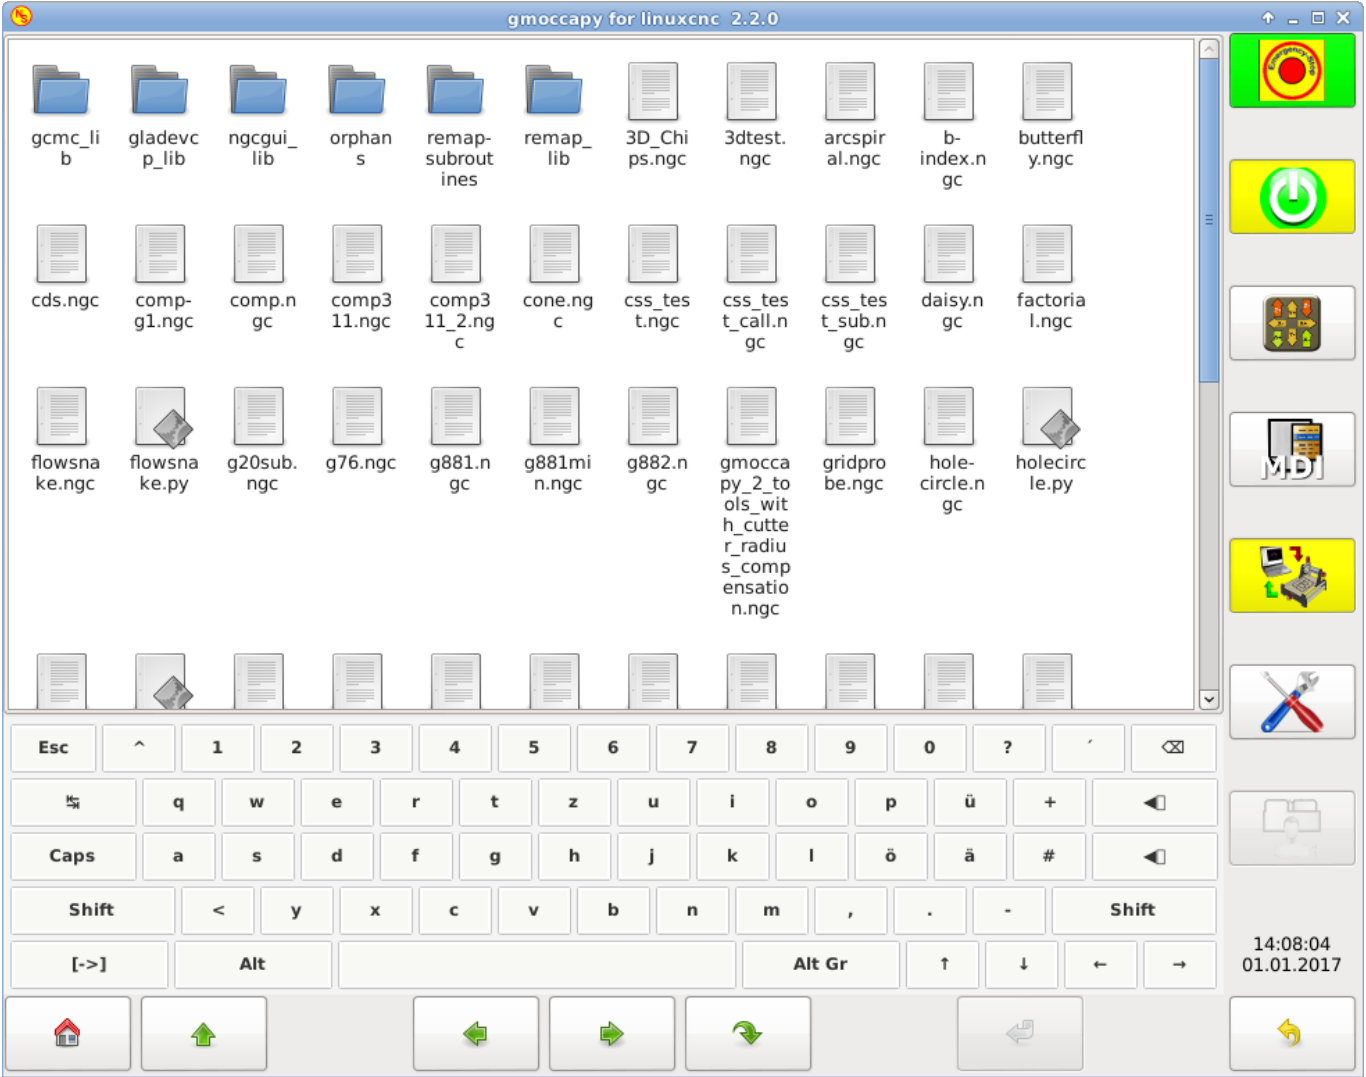 gmoccapy for linuxcnc 2.2.0
gcmc_li
b
gladevc
p_lib
ngcgui_
lib
orphan
s
remap-
subrout
ines
remap_
lib
3D_Chi
ps.ngc
3dtest.
ngc
arcspir
al.ngc
b-
index.n
gc
butterfl
y.ngc
cds.ngc
comp-
g1.ngc
comp.n
gc
comp3
11.ngc
comp3
11_2.ng
c
cone.ng
c
css_tes
t.ngc
css_tes
t_call.n
gc
css_tes
t_sub.n
gc
daisy.n
gc
factoria
l.ngc
flowsna
ke.ngc
flowsna
ke.py
g20sub.
ngc
g76.ngc
g881.n
gc
g881mi
n.ngc
g882.n
gc
gmocca
py_2_to
ols_wit
h_cutte
r_radiu
s_comp
ensatio
n.ngc
gridpro
be.ngc
hole-
circle.n
gc
holecirc
le.py
Emergency-Stop
MDI
Esc ^ 1 2 3 4 5 6 7 8 9 0 ? ´ ⌫
↹ q w e r t z u i o p ü +
Caps a s d f g h j k l ö ä #
Shift < y x c v b n m , . - Shift
[->] Alt Alt Gr ↑ ↓ ← →
14:08:04
01.01.2017